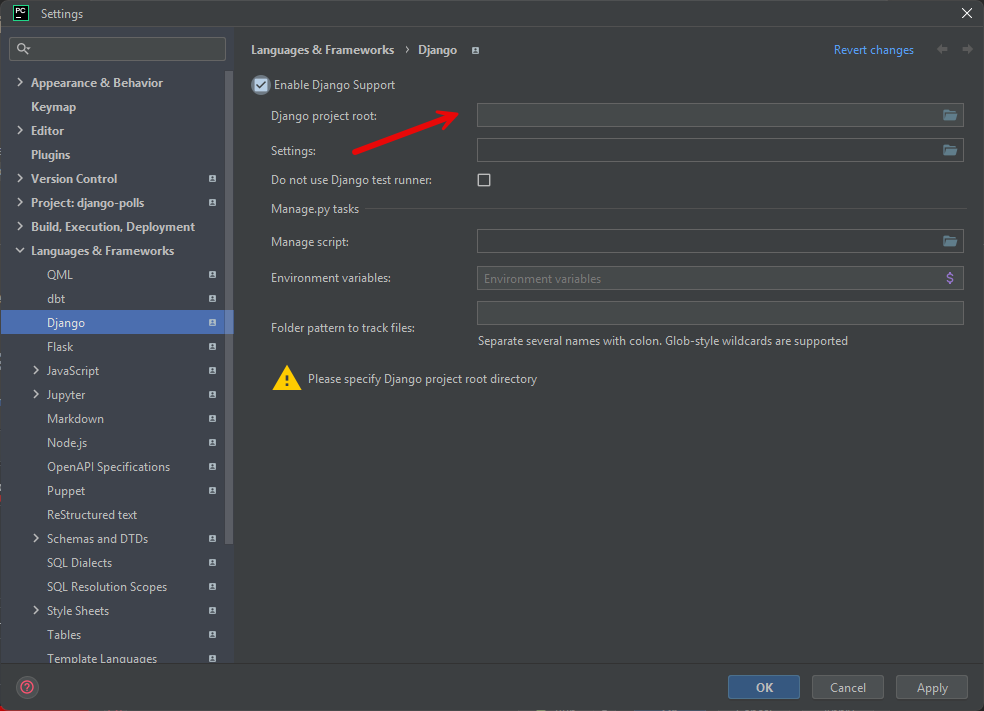 PC
Settings
Appearance & Behavior
Keymap
Editor
Plugins
Version Control
Project: django-polls
Build, Execution, Deployment
Languages & Frameworks
QML
dbt
Django
Flask
JavaScript
Jupyter
Markdown
Node.js
OpenAPI Specifications
Puppet
ReStructured text
Schemas and DTDs
SQL Dialects
SQL Resolution Scopes
Style Sheets
Tables
Template Languages
Languages & Frameworks › Django
Revert changes
Enable Django Support
Django project root:
Settings:
Do not use Django test runner:
Manage.py tasks
Manage script:
Environment variables: Environment variables $
Folder pattern to track files:
Separate several names with colon. Glob-style wildcards are supported
! Please specify Django project root directory
? OK Cancel Apply